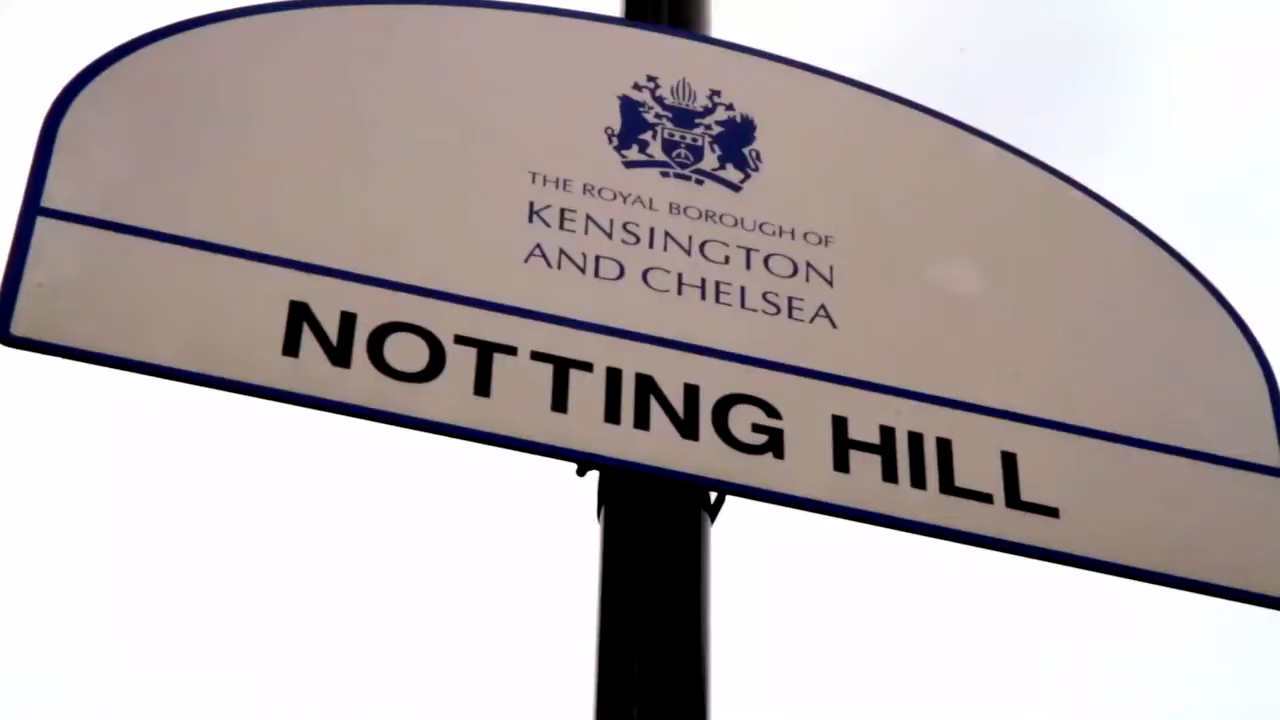 THE ROYAL BOROUGH OF
KENSINGTON
AND CHELSEA
NOTTING HILL